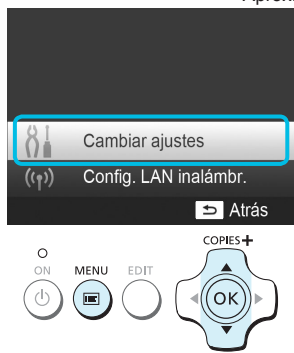 Cambiar ajustes
Config. LAN inalámbr.
Atrás
COPIES+
ON MENU EDIT
OK